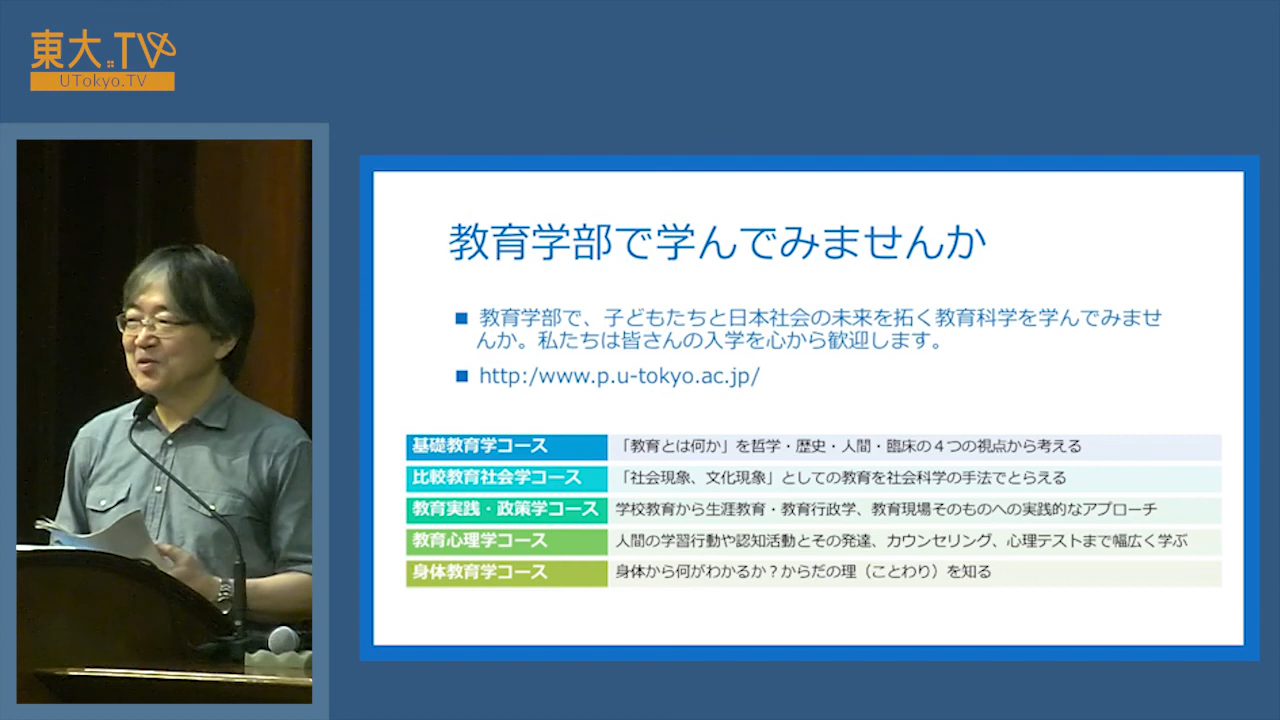 東大.TV
UTokyo.TV
教育学部で学んでみませんか
■ 教育学部で、子どもたちと日本社会の未来を拓く教育科学を学んでみませ
んか。私たちは皆さんの入学を心から歓迎します。
■ http:/www.p.u-tokyo.ac.jp/
基礎教育学コース 「教育とは何か」を哲学・歴史・人間・臨床の4つの視点から考える
比較教育社会学コース 「社会現象、文化現象」としての教育を社会科学の手法でとらえる
教育実践・政策学コース 学校教育から生涯教育・教育行政学、教育現場そのものへの実践的なアプローチ
教育心理学コース 人間の学習行動や認知活動とその発達、カウンセリング、心理テストまで幅広く学ぶ
身体教育学コース 身体から何がわかるか？からだの理（ことわり）を知る